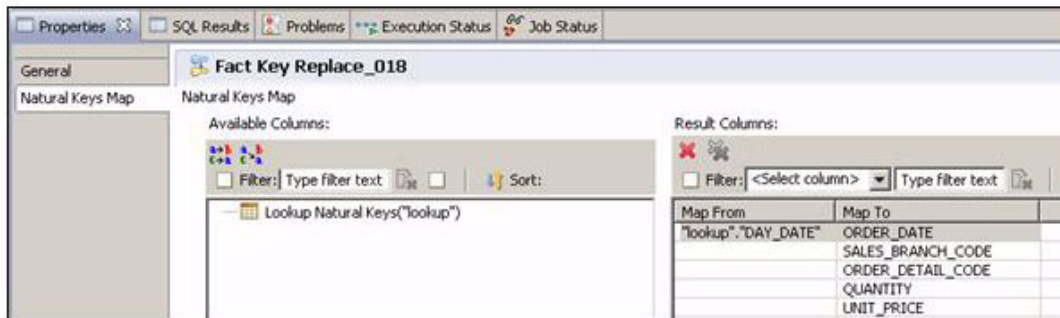 Properties SQL Results Problems Execution Status Job Status
General
Natural Keys Map
Fact Key Replace_018
Natural Keys Map
Available Columns:
Filter: Type filter text Sort:
Lookup Natural Keys("lookup")
Result Columns:
Filter: <Select column> Type filter text
Map From Map To
"lookup"."DAY_DATE" ORDER_DATE
SALES_BRANCH_CODE
ORDER_DETAIL_CODE
QUANTITY
UNIT_PRICE